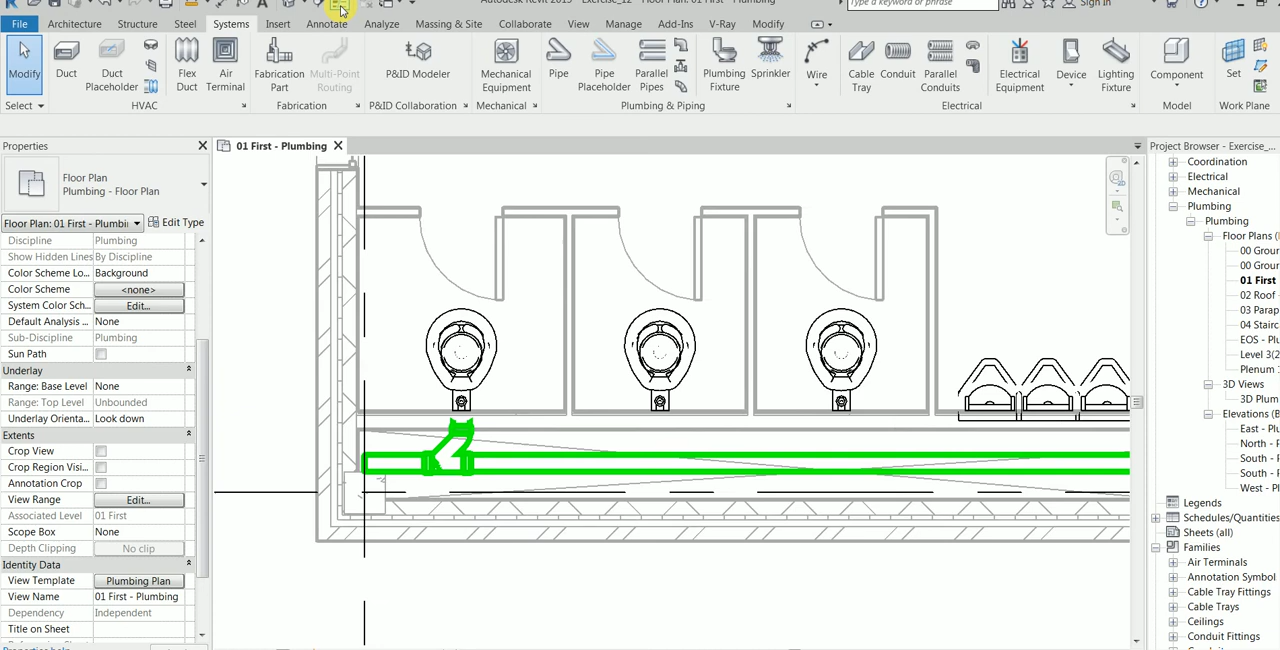 Autodesk Revit 2019 - Exercise_12 - Floor Plan: 01 First - Plumbing
Type a keyword or phrase
Sign In
File Architecture Structure Steel Systems Insert Annotate Analyze Massing & Site Collaborate View Manage Add-Ins V-Ray Modify
Modify
Duct
Duct Placeholder
Flex Duct
Air Terminal
Fabrication Part
Multi-Point Routing
P&ID Modeler
Mechanical Equipment
Pipe
Pipe Placeholder
Parallel Pipes
Plumbing Fixture
Sprinkler
Wire
Cable Tray
Conduit
Parallel Conduits
Electrical Equipment
Device
Lighting Fixture
Component
Set
Select HVAC Fabrication P&ID Collaboration Mechanical Plumbing & Piping Electrical Model Work Plane
Properties
01 First - Plumbing
Project Browser - Exercise_...
Floor Plan
Plumbing - Floor Plan
Floor Plan: 01 First - Plumbi
Edit Type
Discipline Plumbing
Show Hidden Lines By Discipline
Color Scheme Lo... Background
Color Scheme <none>
System Color Sch... Edit...
Default Analysis ... None
Sub-Discipline Plumbing
Sun Path
Underlay
Range: Base Level None
Range: Top Level Unbounded
Underlay Orienta... Look down
Extents
Crop View
Crop Region Visi...
Annotation Crop
View Range Edit...
Associated Level 01 First
Scope Box None
Depth Clipping No clip
Identity Data
View Template Plumbing Plan
View Name 01 First - Plumbing
Dependency Independent
Title on Sheet
Properties help
Coordination
Electrical
Mechanical
Plumbing
Plumbing
Floor Plans (
00 Groun
00 Groun
01 First
02 Roof -
03 Parap
04 Stairc
EOS - Plu
Level 3(2
Plenum
3D Views
3D Plum
Elevations (B
East - Plu
North - 
South - 
South - 
West - Pl
Legends
Schedules/Quantities
Sheets (all)
Families
Air Terminals
Annotation Symbol
Cable Tray Fittings
Cable Trays
Ceilings
Conduit Fittings